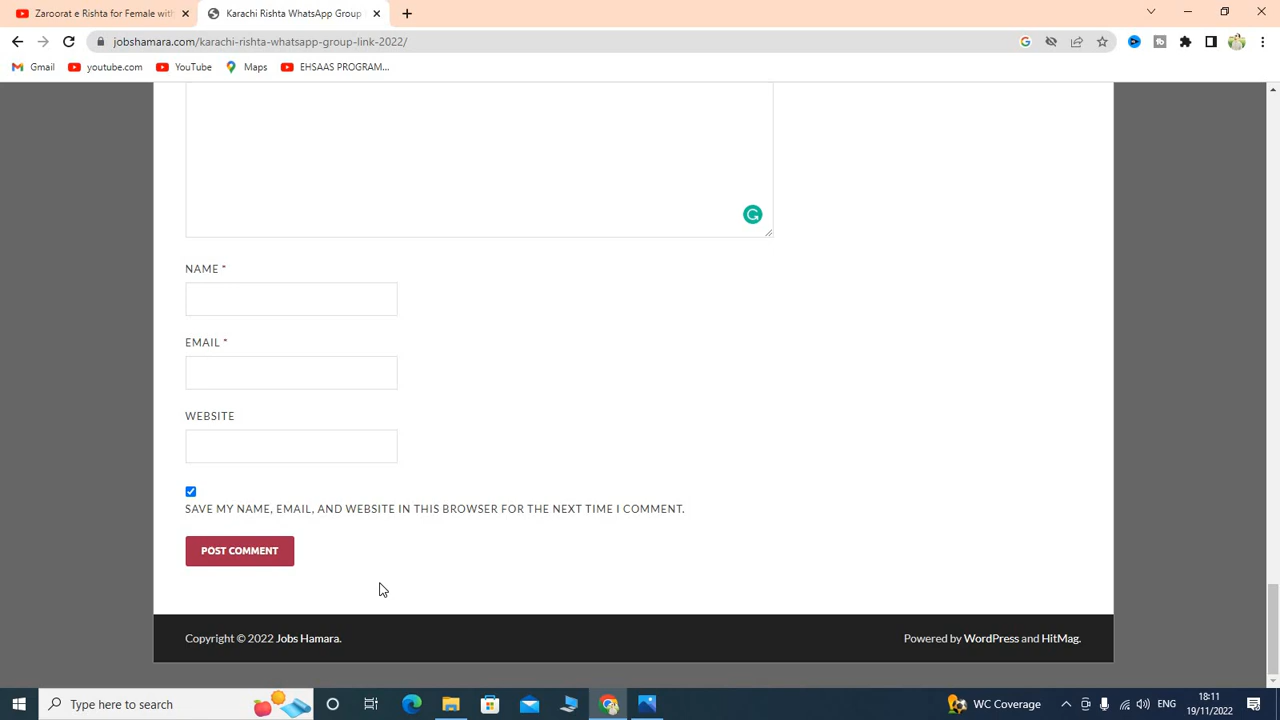 Zaroorat e Rishta for Female with
Karachi Rishta WhatsApp Group
jobshamara.com/karachi-rishta-whatsapp-group-link-2022/
Gmail
youtube.com
YouTube
Maps
EHSAAS PROGRAM...
NAME *
EMAIL *
WEBSITE
SAVE MY NAME, EMAIL, AND WEBSITE IN THIS BROWSER FOR THE NEXT TIME I COMMENT.
POST COMMENT
Copyright © 2022 Jobs Hamara.
Powered by WordPress and HitMag.
Type here to search
WC Coverage
ENG
18:11
19/11/2022